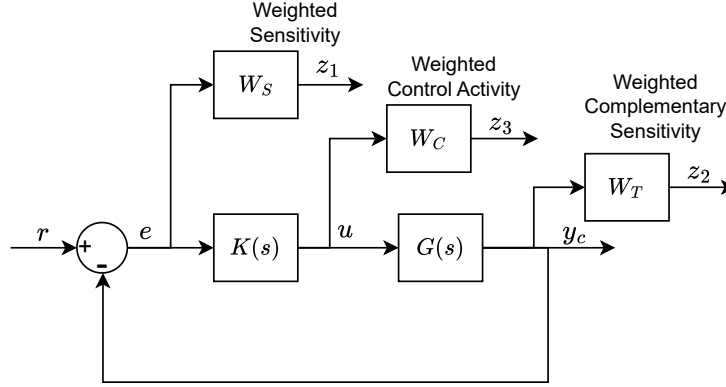 Weighted
Sensitivity
W_S
z_1
Weighted
Control Activity
W_C
z_3
Weighted
Complementary
Sensitivity
W_T
z_2
r
+
-
e
K(s)
u
G(s)
y_c